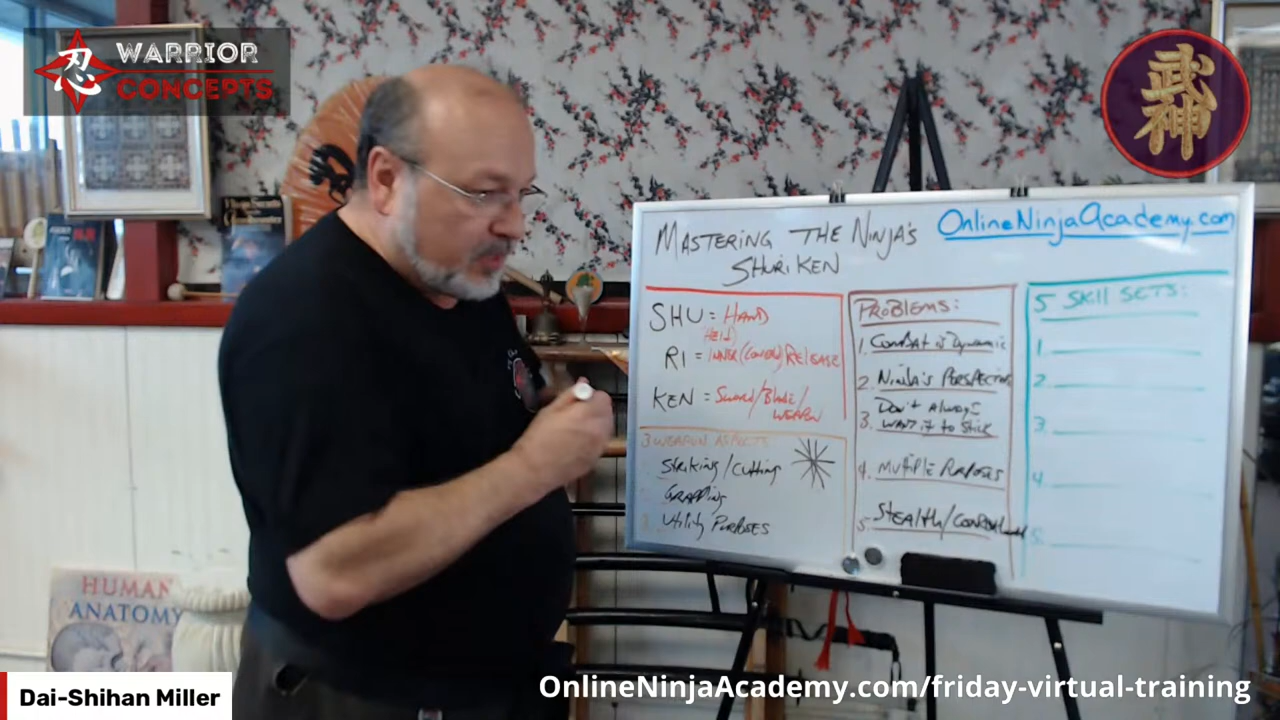 忍
WARRIOR
CONCEPTS
武神
HUMAN
ANATOMY
MASTERING THE NINJA'S
SHURIKEN
OnlineNinjaAcademy.com
SHU = HAND
HELD
RI = INNER (CONCEAL) RELEASE
KEN = Sword/Blade/
WEAPON
3 WEAPON ASPECTS
Striking/Cutting
Grappling
Utility Purposes
PROBLEMS:
1. Combat is Dynamic
2. Ninja's Perspective
3. Don't Always
WANT it to Stick
4. Multiple Purposes
5. Stealth/
5 Skill SETS:
1.
2.
3.
4.
5.
Dai-Shihan Miller
OnlineNinjaAcademy.com/friday-virtual-training